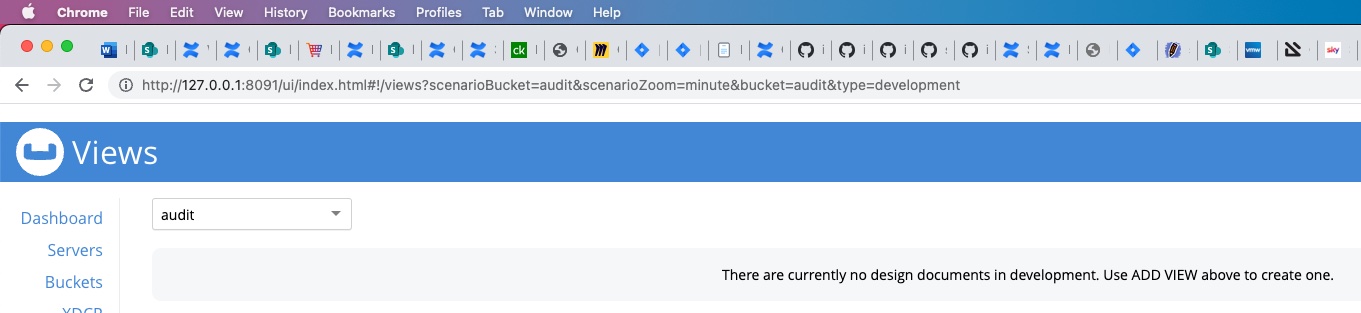 Chrome File Edit View History Bookmarks Profiles Tab Window Help
http://127.0.0.1:8091/ui/index.html#!/views?scenarioBucket=audit&scenarioZoom=minute&bucket=audit&type=development
Views
Dashboard
audit
Servers
Buckets
There are currently no design documents in development. Use ADD VIEW above to create one.
XDCR